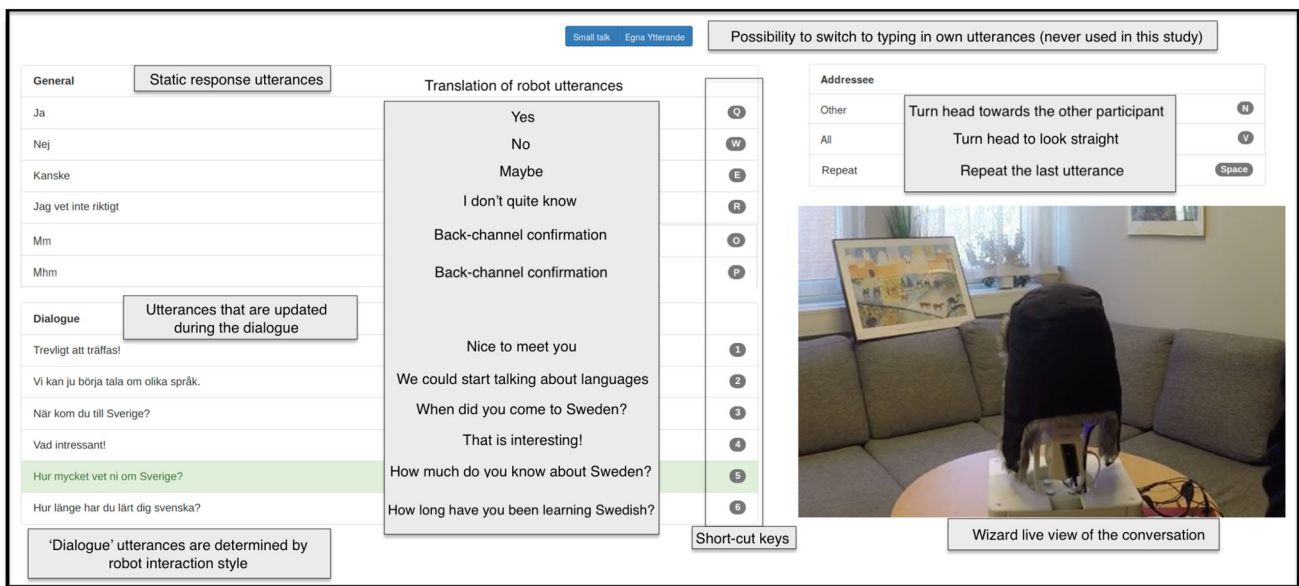 Small talk Egna Ytterande
Possibility to switch to typing in own utterances (never used in this study)
General
Static response utterances
Translation of robot utterances
Ja
Yes
Q
Nej
No
W
Kanske
Maybe
E
Jag vet inte riktigt
I don't quite know
R
Mm
Back-channel confirmation
O
Mhm
Back-channel confirmation
P
Dialogue
Utterances that are updated
during the dialogue
Trevligt att träffas!
Nice to meet you
1
Vi kan ju börja tala om olika språk.
We could start talking about languages
2
När kom du till Sverige?
When did you come to Sweden?
3
Vad intressant!
That is interesting!
4
Hur mycket vet ni om Sverige?
How much do you know about Sweden?
5
Hur länge har du lärt dig svenska?
How long have you been learning Swedish?
6
'Dialogue' utterances are determined by
robot interaction style
Short-cut keys
Addressee
Other
Turn head towards the other participant
N
All
Turn head to look straight
V
Repeat
Repeat the last utterance
Space
Wizard live view of the conversation